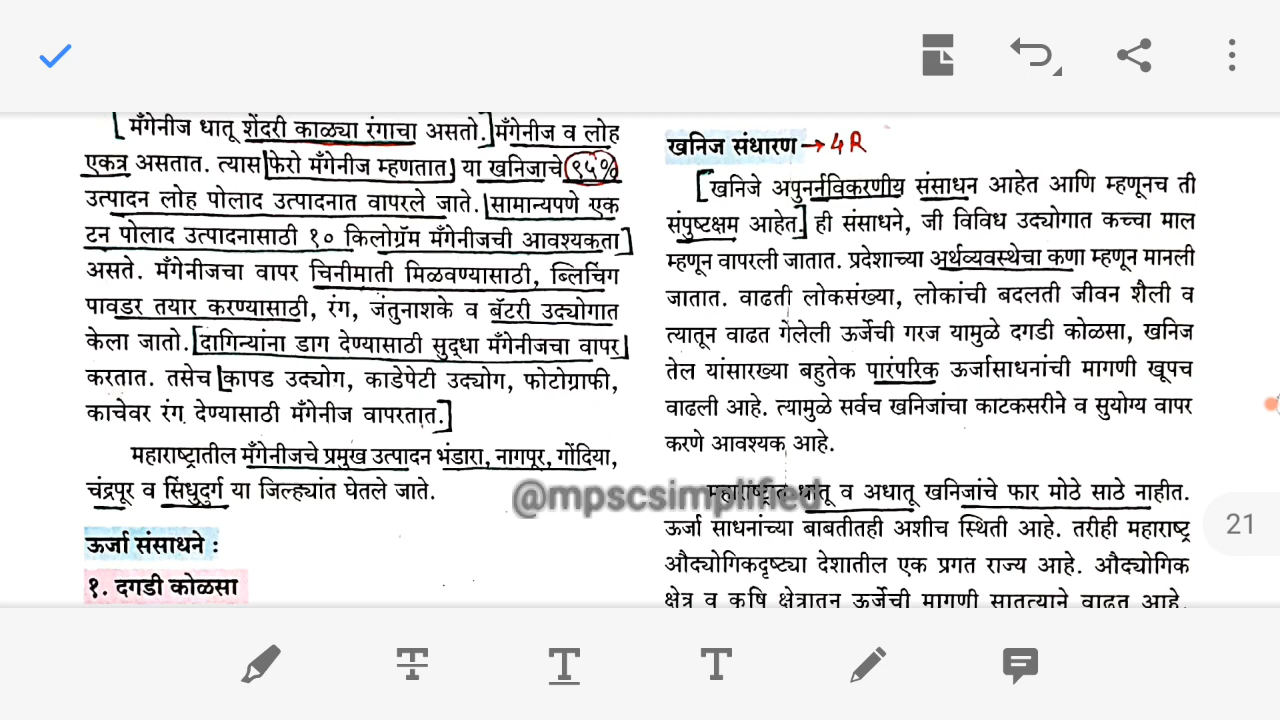 मँगेनीज धातू शेंदरी काळ्या रंगाचा असतो. मँगेनीज व लोह
एकत्र असतात. त्यास फेरो मँगेनीज म्हणतात या खनिजाचे ९५%
उत्पादन लोह पोलाद उत्पादनात वापरले जाते. सामान्यपणे एक
टन पोलाद उत्पादनासाठी १० किलोग्रॅम मँगेनीजची आवश्यकता
असते. मँगेनीजचा वापर चिनीमाती मिळवण्यासाठी, ब्लिचिंग
पावडर तयार करण्यासाठी, रंग, जंतुनाशके व बॅटरी उद्योगात
केला जातो. दागिन्यांना डाग देण्यासाठी सुद्धा मँगेनीजचा वापर
करतात. तसेच कापड उद्योग, काडेपेटी उद्योग, फोटोग्राफी,
काचेवर रंग देण्यासाठी मँगेनीज वापरतात.
महाराष्ट्रातील मँगेनीजचे प्रमुख उत्पादन भंडारा, नागपूर, गोंदिया,
चंद्रपूर व सिंधुदुर्ग या जिल्ह्यांत घेतले जाते.
ऊर्जा संसाधने :
१. दगडी कोळसा
खनिज संधारण → 4R
खनिजे अपुनर्नविकरणीय संसाधन आहेत आणि म्हणूनच ती
संपुष्टक्षम आहेत ही संसाधने, जी विविध उद्योगात कच्चा माल
म्हणून वापरली जातात. प्रदेशाच्या अर्थव्यवस्थेचा कणा म्हणून मानली
जातात. वाढती लोकसंख्या, लोकांची बदलती जीवन शैली व
त्यातून वाढत गेलेली ऊर्जेची गरज यामुळे दगडी कोळसा, खनिज
तेल यांसारख्या बहुतेक पारंपरिक ऊर्जासाधनांची मागणी खूपच
वाढली आहे. त्यामुळे सर्वच खनिजांचा काटकसरीने व सुयोग्य वापर
करणे आवश्यक आहे.
@mpscsimplified
महाराष्ट्रात धातू व अधातू खनिजांचे फार मोठे साठे नाहीत.
ऊर्जा साधनांच्या बाबतीतही अशीच स्थिती आहे. तरीही महाराष्ट्र
औद्योगिकदृष्ट्या देशातील एक प्रगत राज्य आहे. औद्योगिक
क्षेत्र व कृषि क्षेत्रातून ऊर्जेची मागणी सातत्याने वाढत आहे.
21